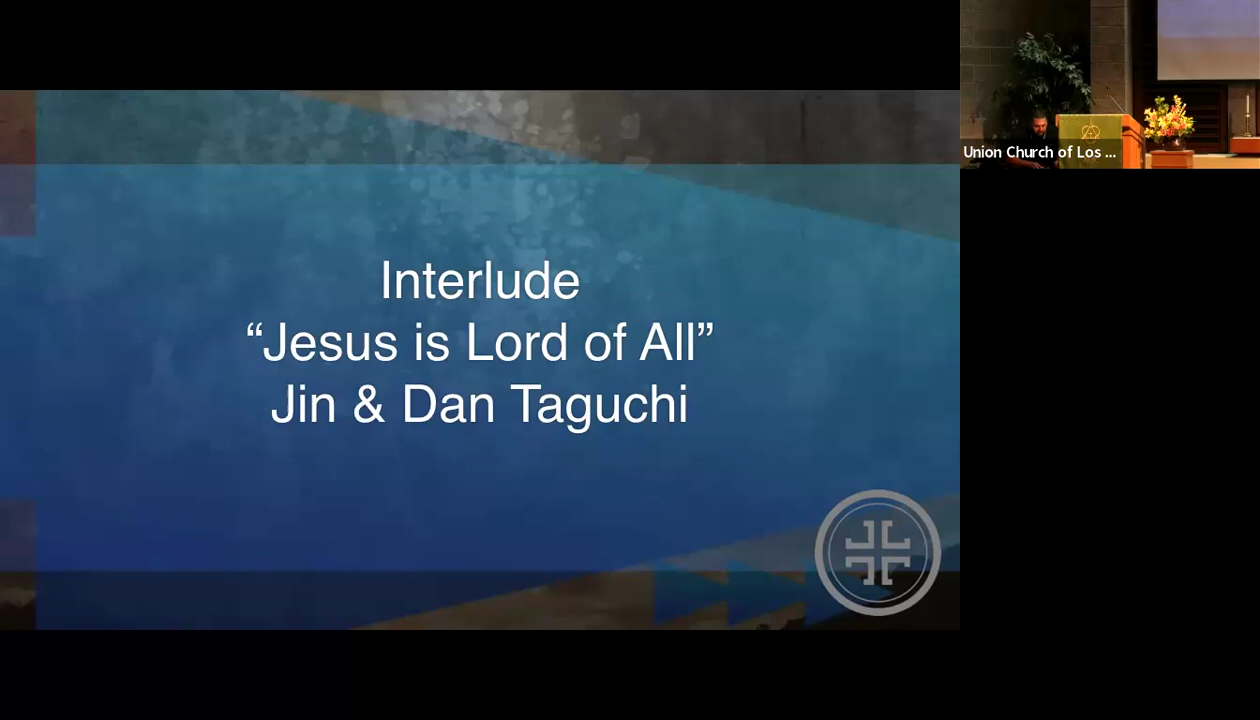 Interlude
“Jesus is Lord of All”
Jin & Dan Taguchi
Union Church of Los ...